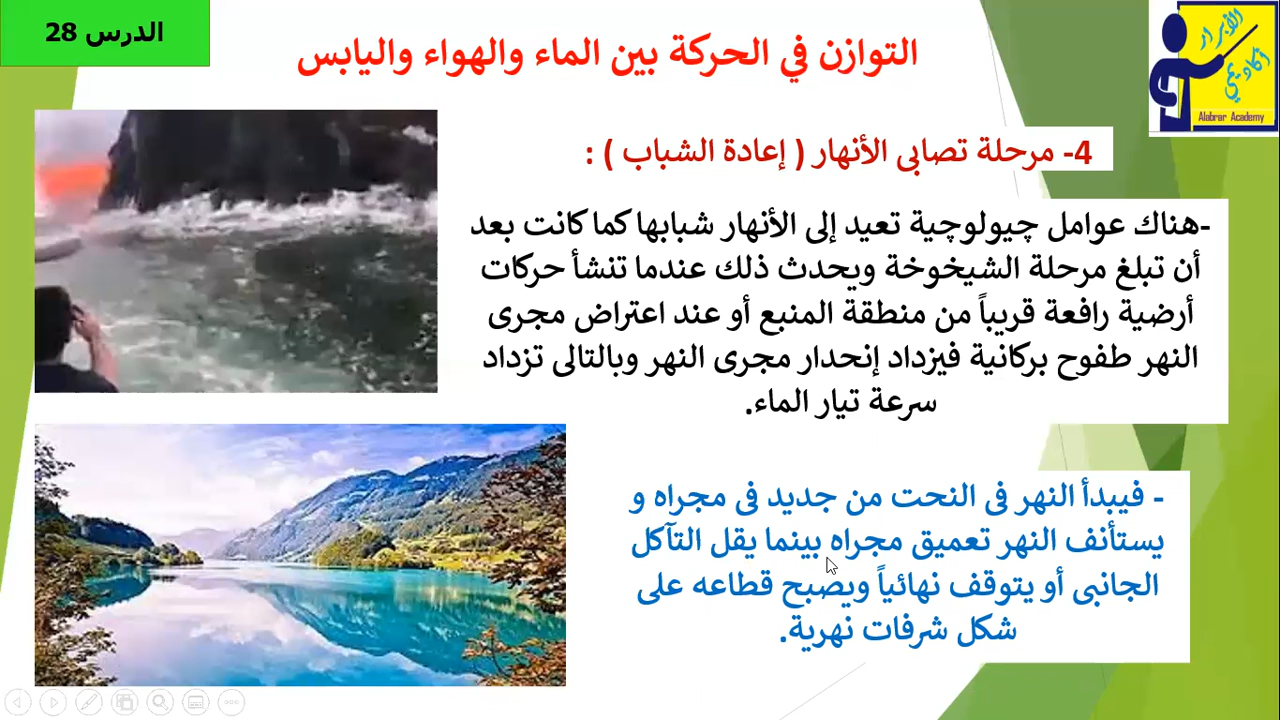 الدرس 28
التوازن في الحركة بين الماء والهواء واليابس
الأبرار
أكاديمي
Alabrar Academy
4- مرحلة تصابى الأنهار ( إعادة الشباب ) :
-هناك عوامل چيولوچية تعيد إلى الأنهار شبابها كما كانت بعد
أن تبلغ مرحلة الشيخوخة ويحدث ذلك عندما تنشأ حركات
أرضية رافعة قريباً من منطقة المنبع أو عند اعتراض مجرى
النهر طفوح بركانية فيزداد إنحدار مجرى النهر وبالتالى تزداد
سرعة تيار الماء.
- فيبدأ النهر فى النحت من جديد فى مجراه و
يستأنف النهر تعميق مجراه بينما يقل التآكل
الجانبى أو يتوقف نهائياً ويصبح قطاعه على
شكل شرفات نهرية.